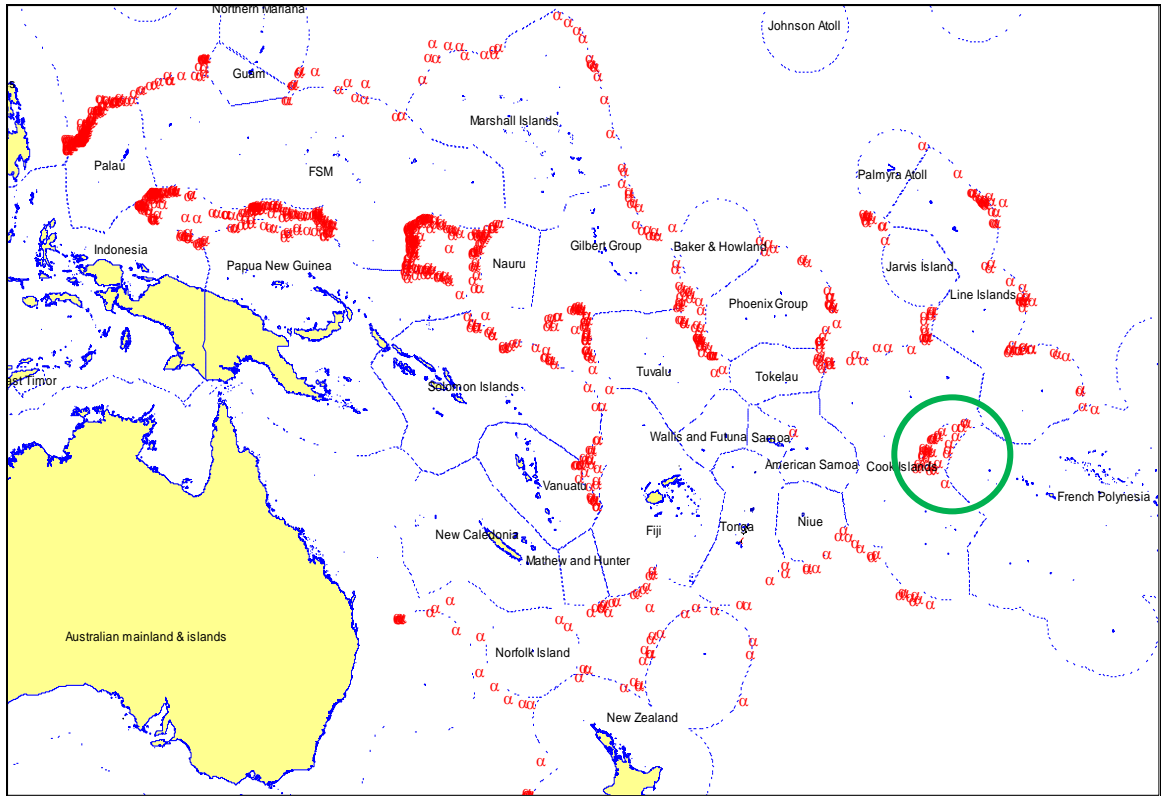 Northern Mariana
Johnson Atoll
Guam
Marshall Islands
Palau
FSM
Palmyra Atoll
Indonesia
Gilbert Group
Baker & Howland
Papua New Guinea
Nauru
Jarvis Island
Line Islands
Phoenix Group
Tuvalu
Tokelau
ast Timor
Solomon Islands
Wallis and Futuna
Samoa
American Samoa
Cook Islands
Vanuatu
French Polynesia
Fiji
Tonga
Niue
New Caledonia
Mathew and Hunter
Australian mainland & islands
Norfolk Island
New Zealand